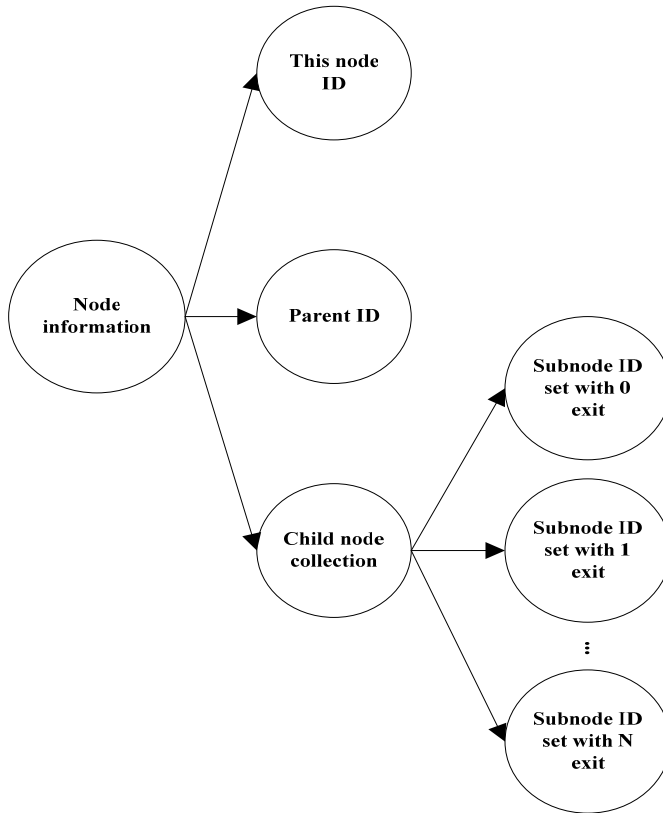 This node
ID
Node
information
Parent ID
Child node
collection
Subnode ID
set with 0
exit
Subnode ID
set with 1
exit
...
Subnode ID
set with N
exit